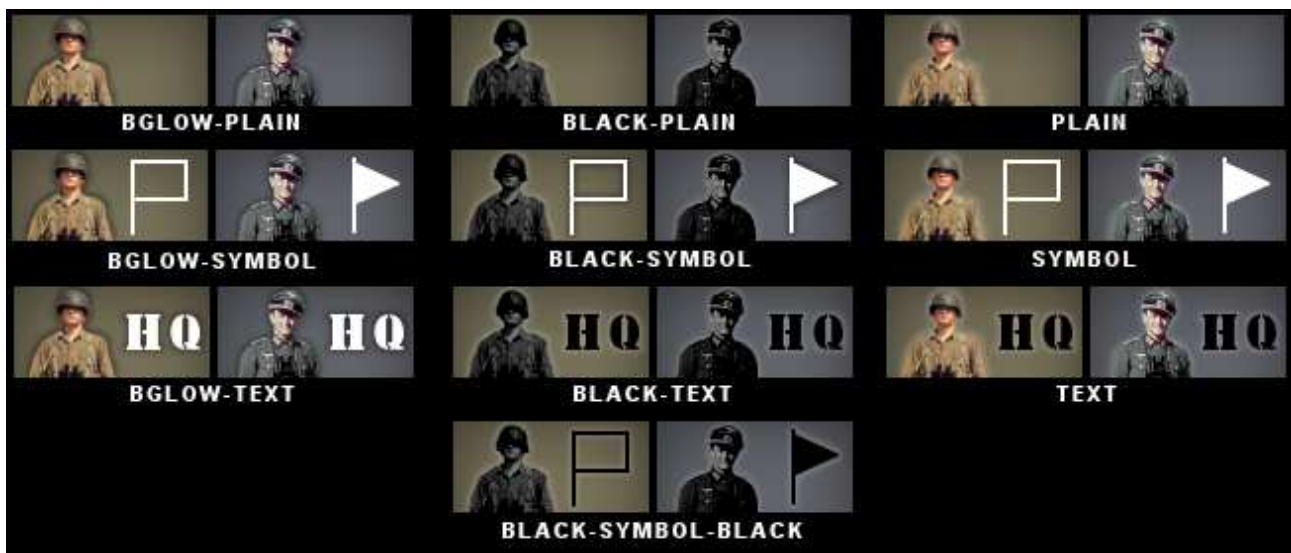 BGLOW-PLAIN BLACK-PLAIN PLAIN
BGLOW-SYMBOL BLACK-SYMBOL SYMBOL
HQ HQ HQ HQ HQ HQ
BGLOW-TEXT BLACK-TEXT TEXT
BLACK-SYMBOL-BLACK